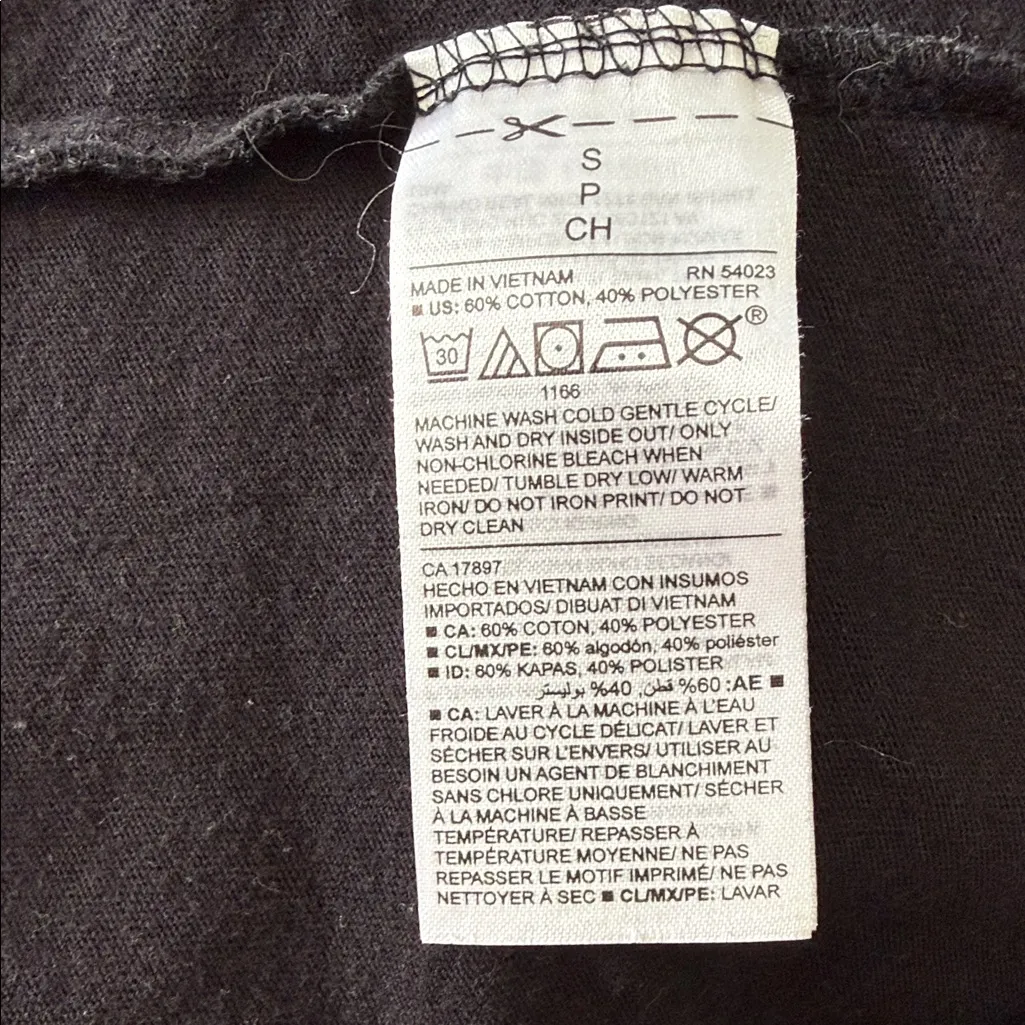 S
P
CH
MADE IN VIETNAM RN 54023
■ US: 60% COTTON, 40% POLYESTER
30 ®
1166
MACHINE WASH COLD GENTLE CYCLE/
WASH AND DRY INSIDE OUT/ ONLY
NON-CHLORINE BLEACH WHEN
NEEDED/ TUMBLE DRY LOW/ WARM
IRON/ DO NOT IRON PRINT/ DO NOT
DRY CLEAN
CA 17897
HECHO EN VIETNAM CON INSUMOS
IMPORTADOS/ DIBUAT DI VIETNAM
■ CA: 60% COTON, 40% POLYESTER
■ CL/MX/PE: 60% algodón, 40% poliéster
■ ID: 60% KAPAS, 40% POLISTER
■ AE: 60% قطن, 40% بوليستر
■ CA: LAVER À LA MACHINE À L'EAU
FROIDE AU CYCLE DÉLICAT/ LAVER ET
SÉCHER SUR L'ENVERS/ UTILISER AU
BESOIN UN AGENT DE BLANCHIMENT
SANS CHLORE UNIQUEMENT/ SÉCHER
À LA MACHINE À BASSE
TEMPÉRATURE/ REPASSER À
TEMPÉRATURE MOYENNE/ NE PAS
REPASSER LE MOTIF IMPRIMÉ/ NE PAS
NETTOYER À SEC ■ CL/MX/PE: LAVAR